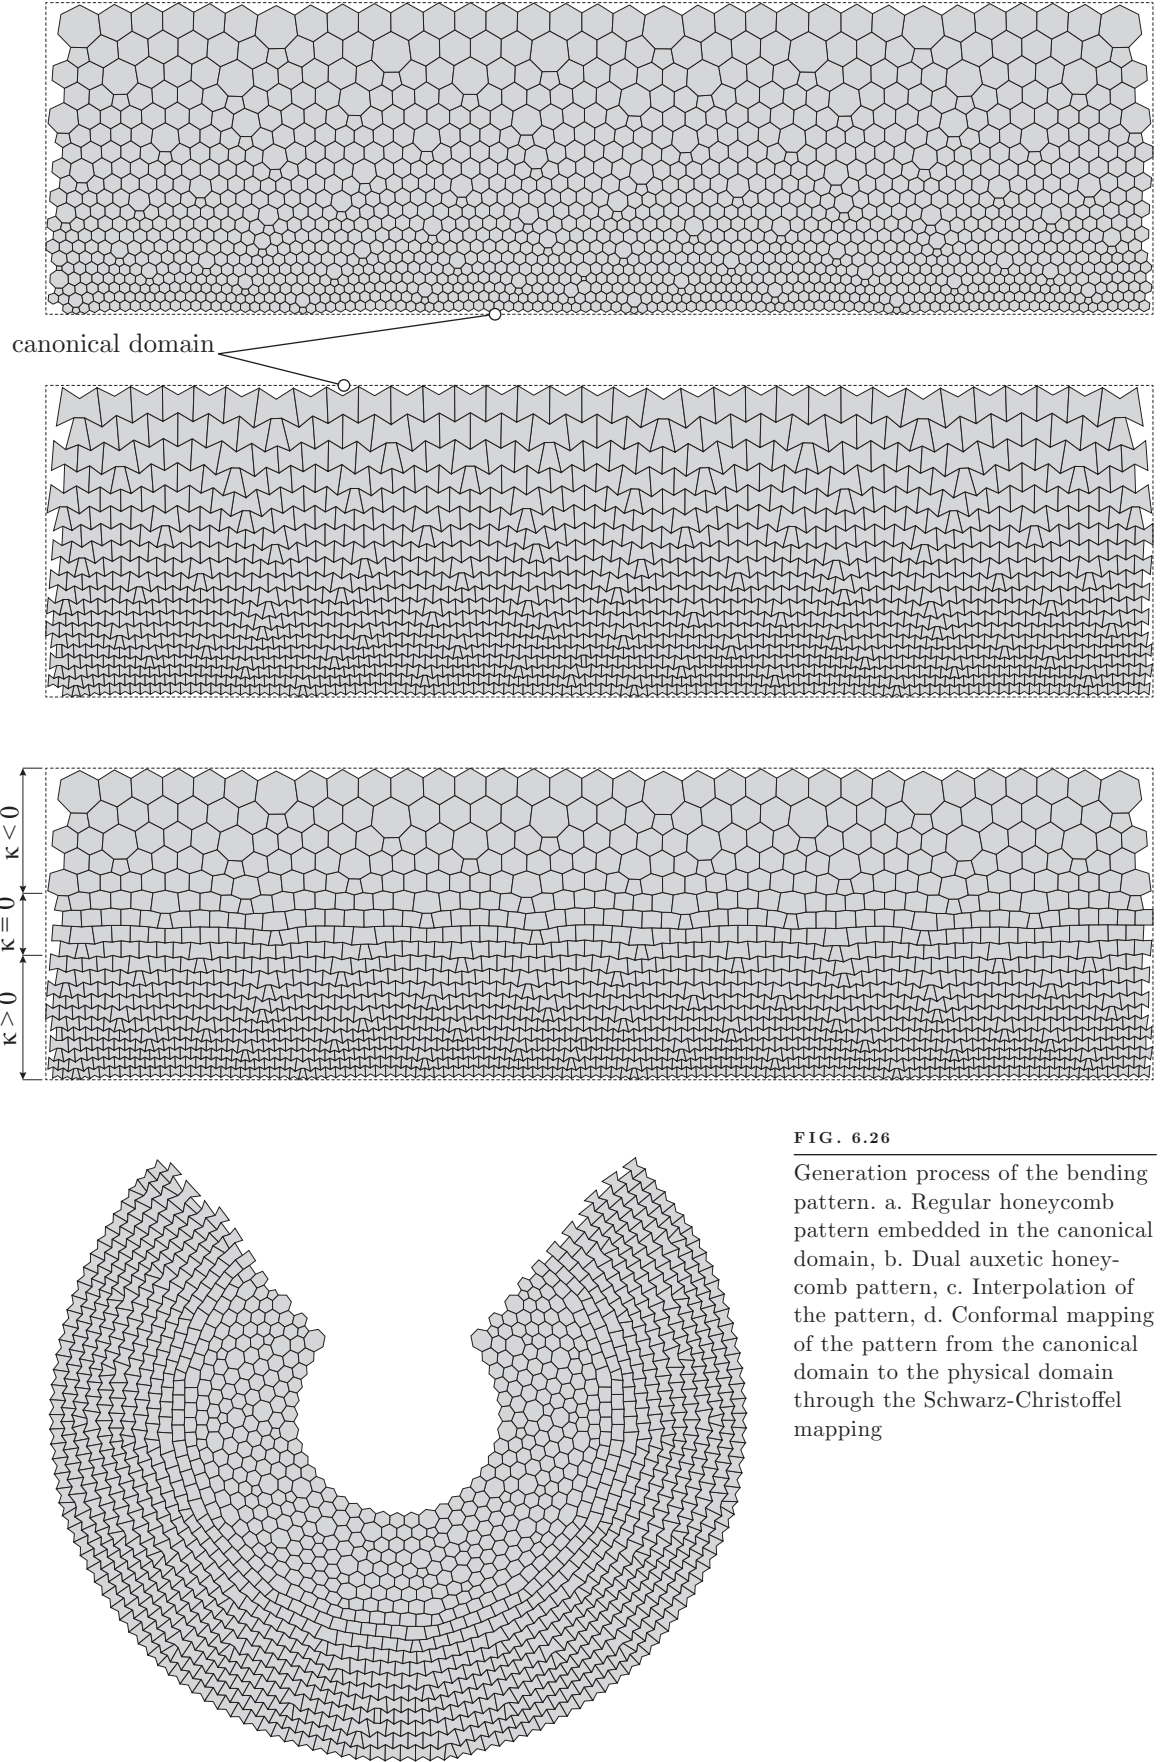 canonical domain
κ < 0
κ = 0
κ > 0
FIG. 6.26
Generation process of the bending
pattern. a. Regular honeycomb
pattern embedded in the canonical
domain, b. Dual auxetic honey-
comb pattern, c. Interpolation of
the pattern, d. Conformal mapping
of the pattern from the canonical
domain to the physical domain
through the Schwarz-Christoffel
mapping